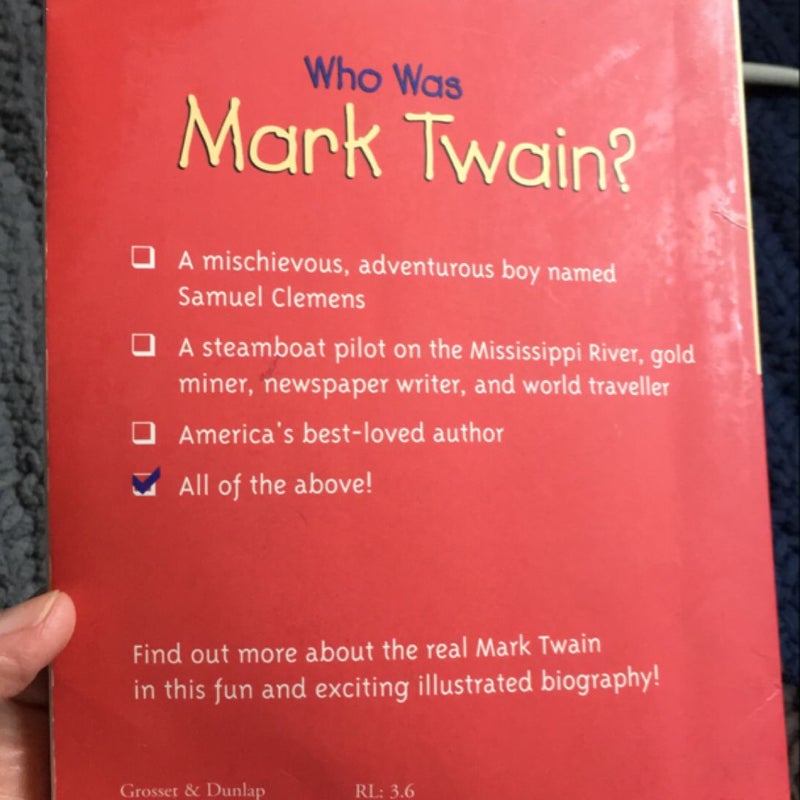 Who Was
Mark Twain?
A mischievous, adventurous boy named
Samuel Clemens
A steamboat pilot on the Mississippi River, gold
miner, newspaper writer, and world traveller
America's best-loved author
All of the above!
Find out more about the real Mark Twain
in this fun and exciting illustrated biography!
Grosset & Dunlap RL: 3.6